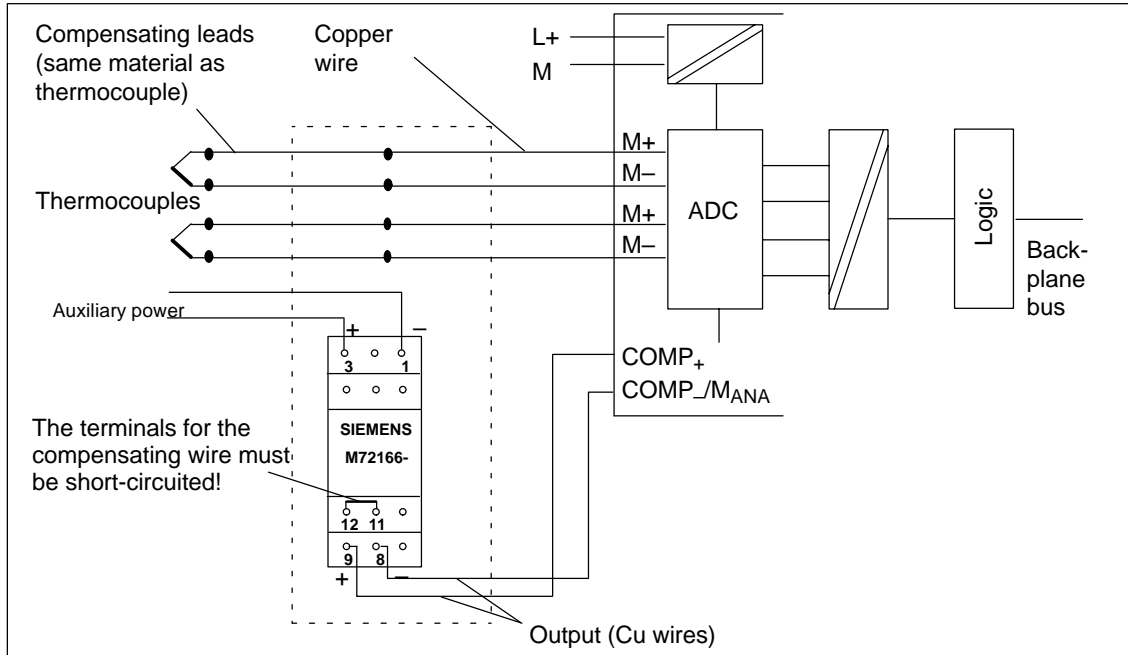 Compensating leads
(same material as
thermocouple)
Copper
wire
L+
M
M+
M–
Thermocouples
M+
M–
ADC
Logic
Back-
plane
bus
Auxiliary power
+ –
3 1
COMP+
COMP–/MANA
SIEMENS
M72166-
The terminals for the
compensating wire must
be short-circuited!
12 11
9 8
+ –
Output (Cu wires)